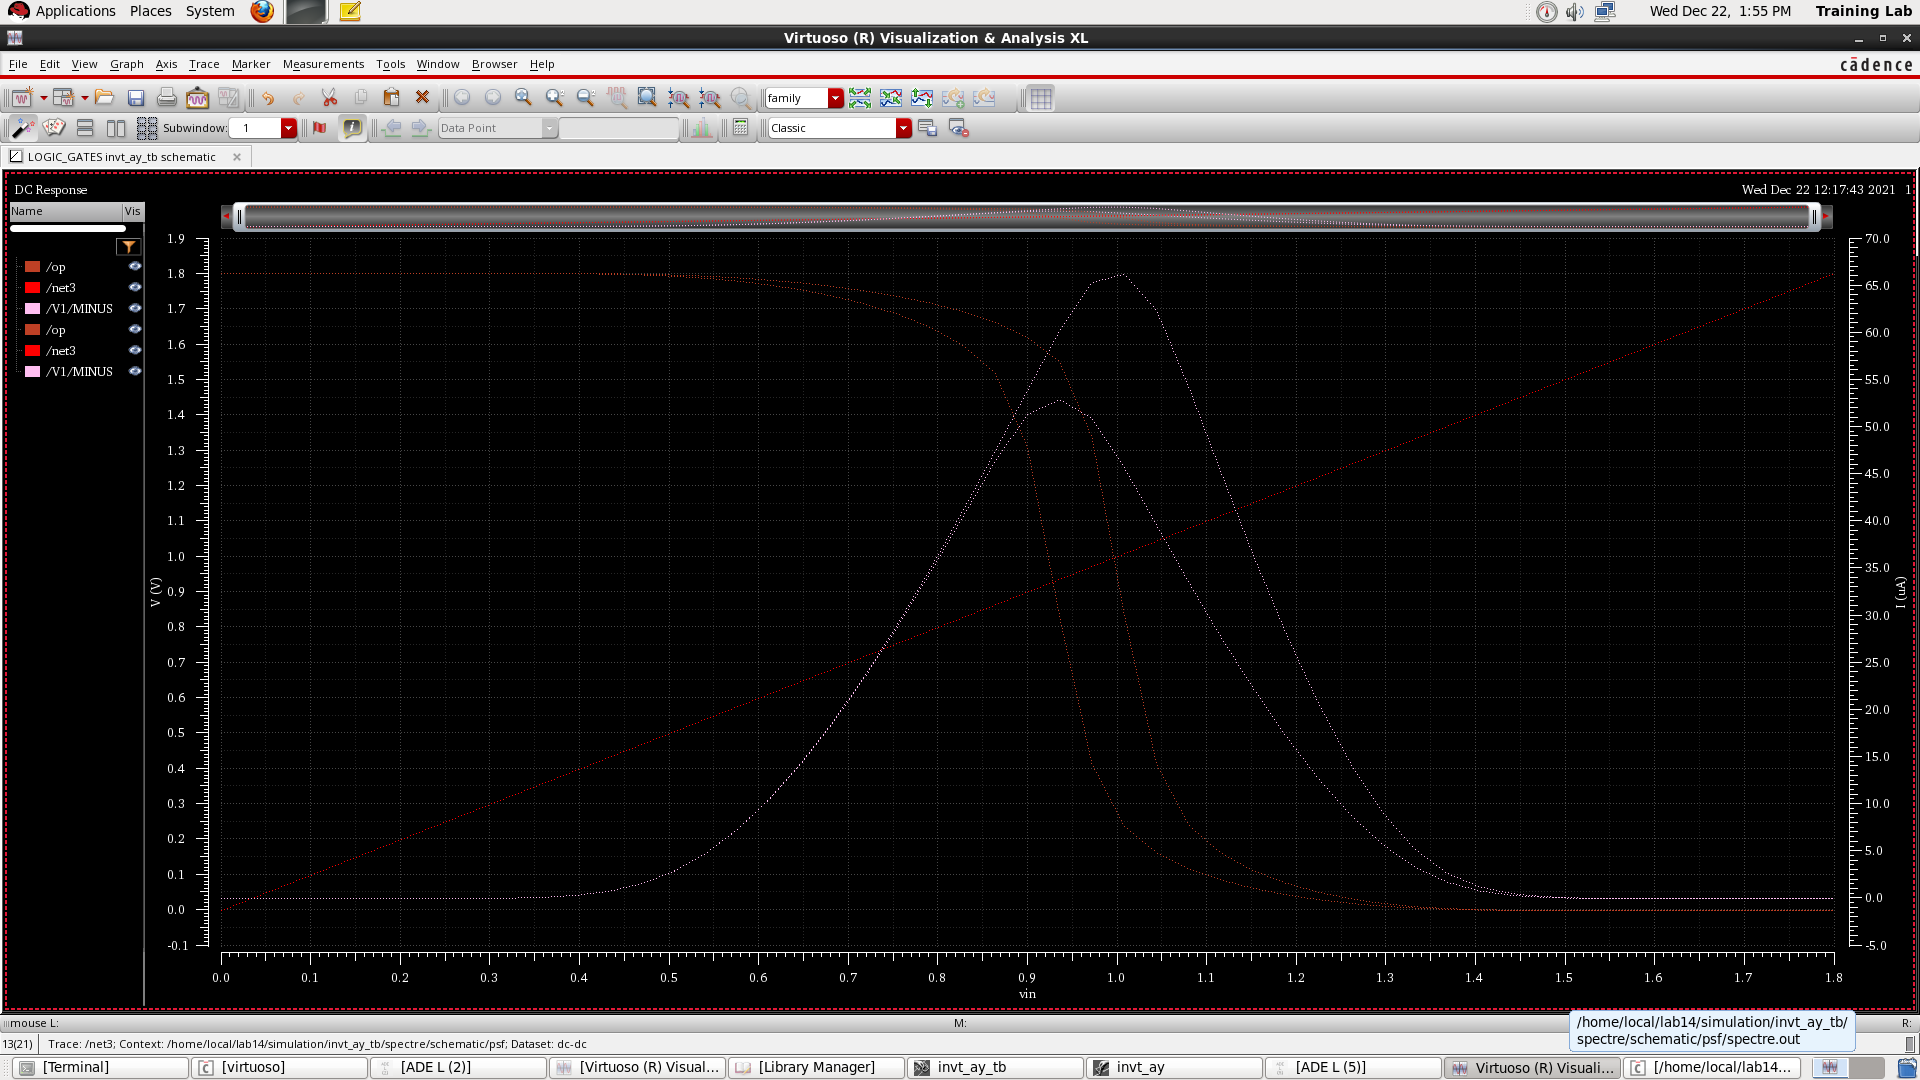 Applications Places System Wed Dec 22, 1:55 PM Training Lab
Virtuoso (R) Visualization & Analysis XL
File Edit View Graph Axis Trace Marker Measurements Tools Window Browser Help cādence
family
Subwindow: 1 Data Point Classic
LOGIC_GATES invt_ay_tb schematic
DC Response Wed Dec 22 12:17:43 2021 1
Name Vis
/op
/net3
/V1/MINUS
/op
/net3
/V1/MINUS
1.9
1.8
1.7
1.6
1.5
1.4
1.3
1.2
1.1
1.0
0.9
0.8
0.7
0.6
0.5
0.4
0.3
0.2
0.1
0.0
-0.1
V (V)
70.0
65.0
60.0
55.0
50.0
45.0
40.0
35.0
30.0
25.0
20.0
15.0
10.0
5.0
0.0
-5.0
I (uA)
0.0 0.1 0.2 0.3 0.4 0.5 0.6 0.7 0.8 0.9 1.0 1.1 1.2 1.3 1.4 1.5 1.6 1.7 1.8
vin
mouse L: M: R:
/home/local/lab14/simulation/invt_ay_tb/
spectre/schematic/psf/spectre.out
13(21) Trace: /net3; Context: /home/local/lab14/simulation/invt_ay_tb/spectre/schematic/psf; Dataset: dc-dc
[Terminal] [virtuoso] [ADE L (2)] [Virtuoso (R) Visual... [Library Manager] invt_ay_tb invt_ay [ADE L (5)] Virtuoso (R) Visuali... [/home/local/lab14...